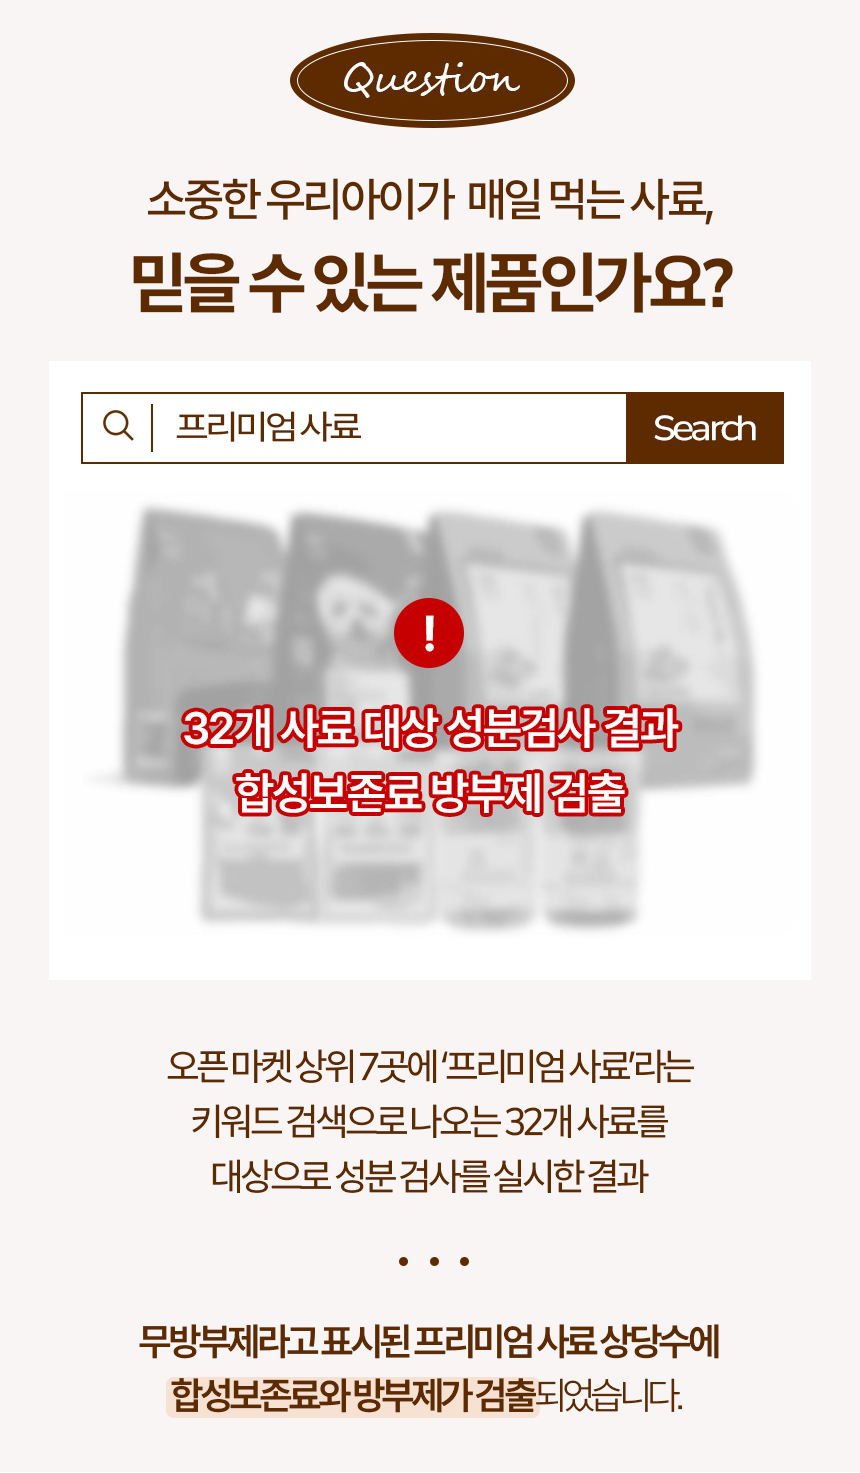 Question
소중한 우리아이가 매일 먹는 사료,
믿을 수 있는 제품인가요?
프리미엄 사료
Search
!
32개 사료 대상 성분검사 결과
합성보존료 방부제 검출
오픈 마켓 상위 7곳에 ‘프리미엄 사료’라는
키워드 검색으로 나오는 32개 사료를
대상으로 성분 검사를 실시한 결과
• • •
무방부제라고 표시된 프리미엄 사료 상당수에
합성보존료와 방부제가 검출되었습니다.